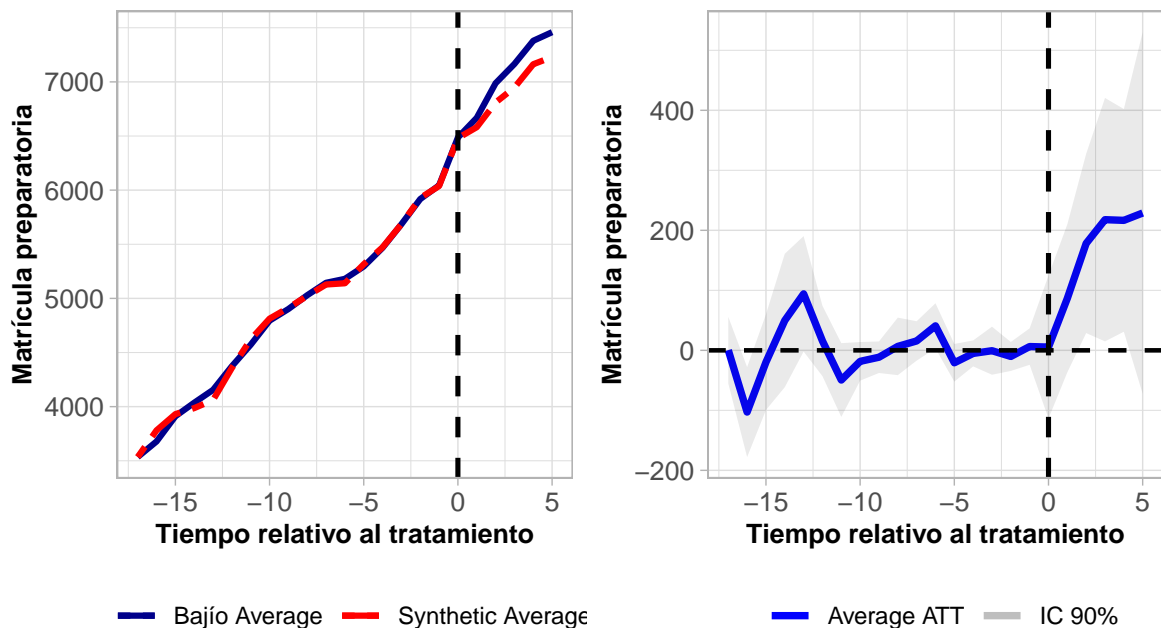 Matrícula preparatoria
7000
6000
5000
4000
−15
−10
−5
0
5
Tiempo relativo al tratamiento
Bajío Average
Synthetic Average
Matrícula preparatoria
400
200
0
−200
−15
−10
−5
0
5
Tiempo relativo al tratamiento
Average ATT
IC 90%